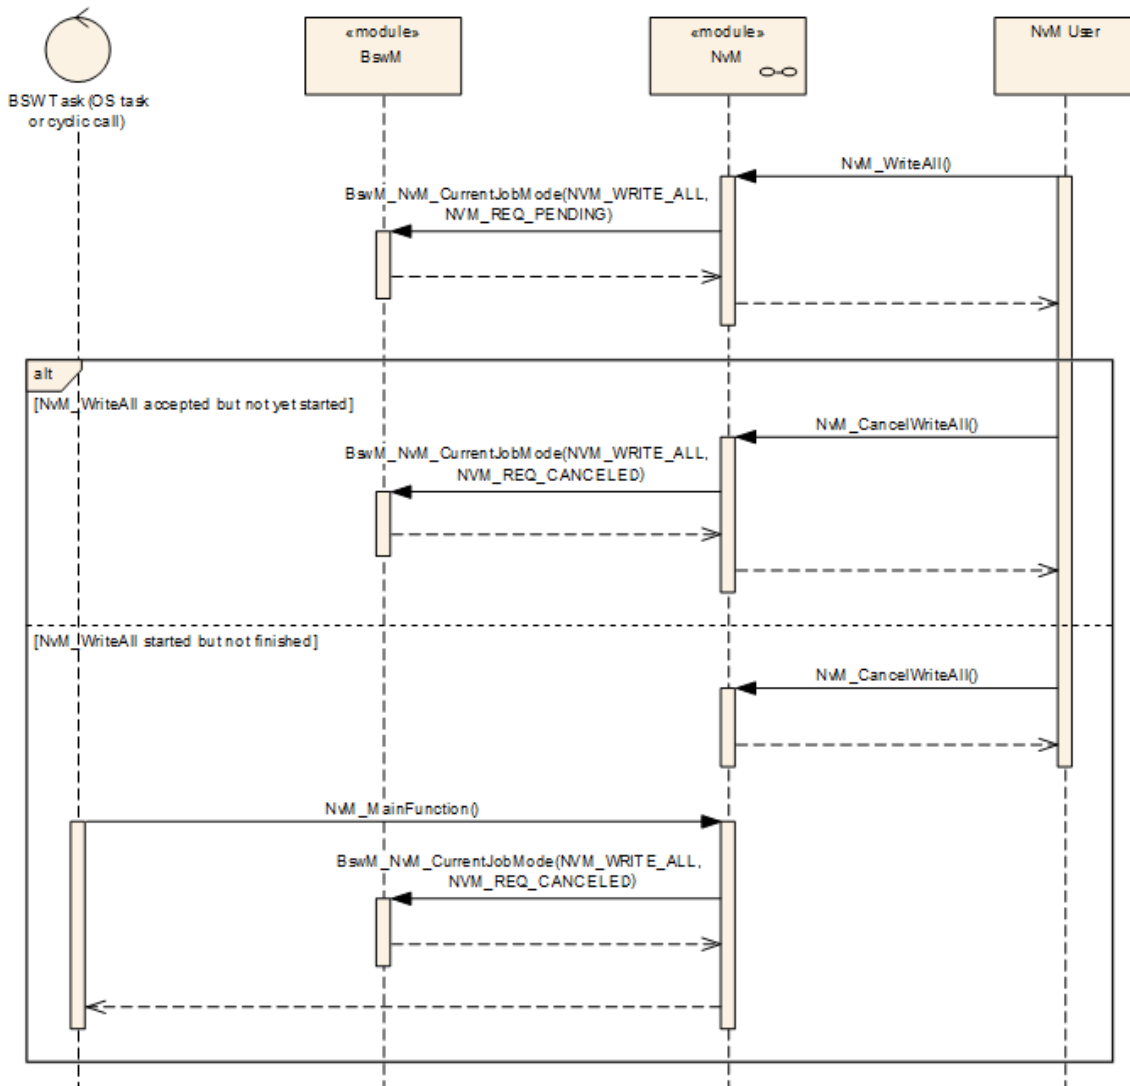 «module»
BswM
«module»
NvM
NvM User
BSW Task (OS task
or cyclic call)
NvM_WriteAll()
BswM_NvM_CurrentJobMode(NVM_WRITE_ALL,
NVM_REQ_PENDING)
alt
[NvM_WriteAll accepted but not yet started]
NvM_CancelWriteAll()
BswM_NvM_CurrentJobMode(NVM_WRITE_ALL,
NVM_REQ_CANCELED)
[NvM_WriteAll started but not finished]
NvM_CancelWriteAll()
NvM_MainFunction()
BswM_NvM_CurrentJobMode(NVM_WRITE_ALL,
NVM_REQ_CANCELED)